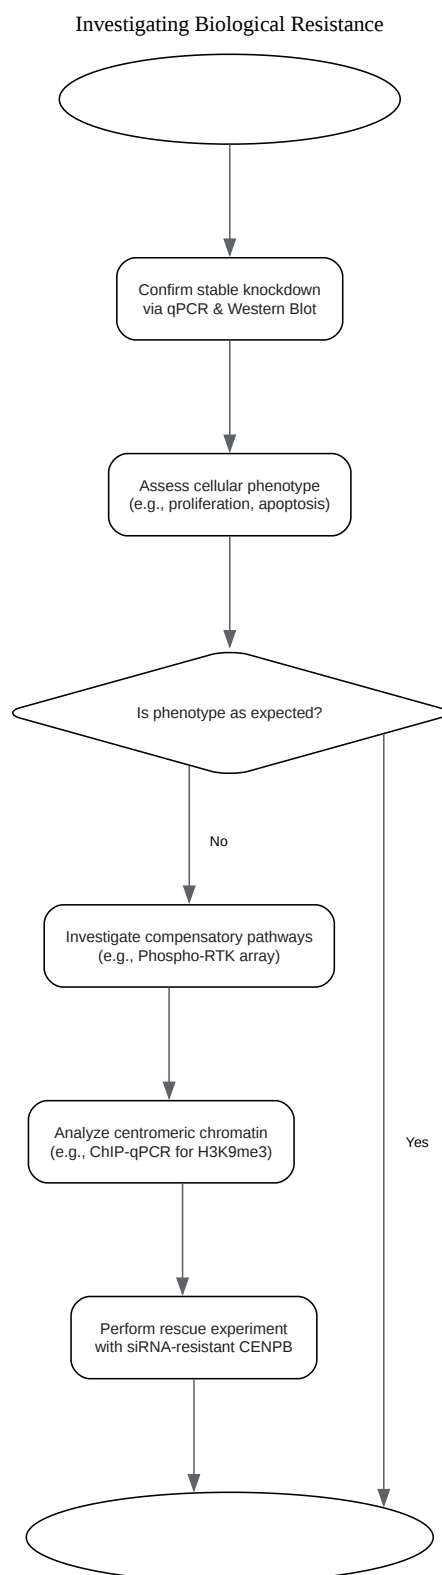 Investigating Biological Resistance
Confirm stable knockdown
via qPCR & Western Blot
Assess cellular phenotype
(e.g., proliferation, apoptosis)
Is phenotype as expected?
No
Investigate compensatory pathways
(e.g., Phospho-RTK array)
Analyze centromeric chromatin
(e.g., ChIP-qPCR for H3K9me3)
Yes
Perform rescue experiment
with siRNA-resistant CENPB